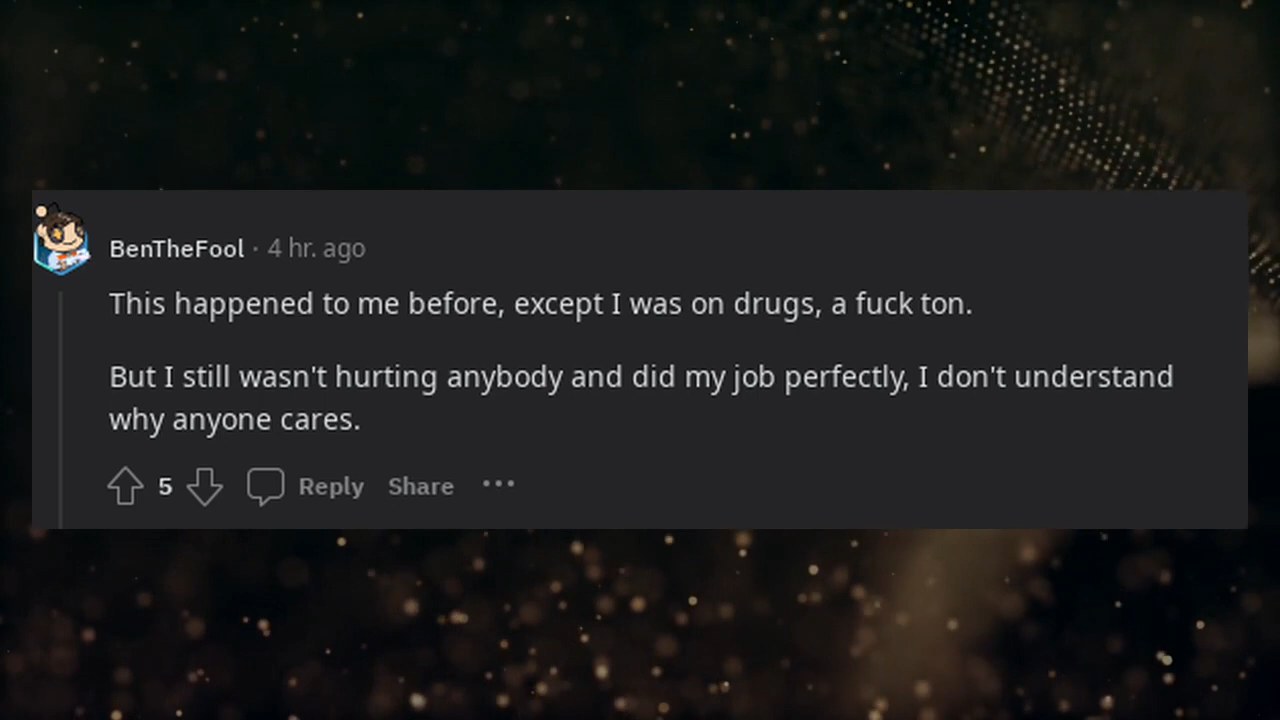 BenTheFool · 4 hr. ago
This happened to me before, except I was on drugs, a fuck ton.
But I still wasn't hurting anybody and did my job perfectly, I don't understand
why anyone cares.
5 Reply Share ···